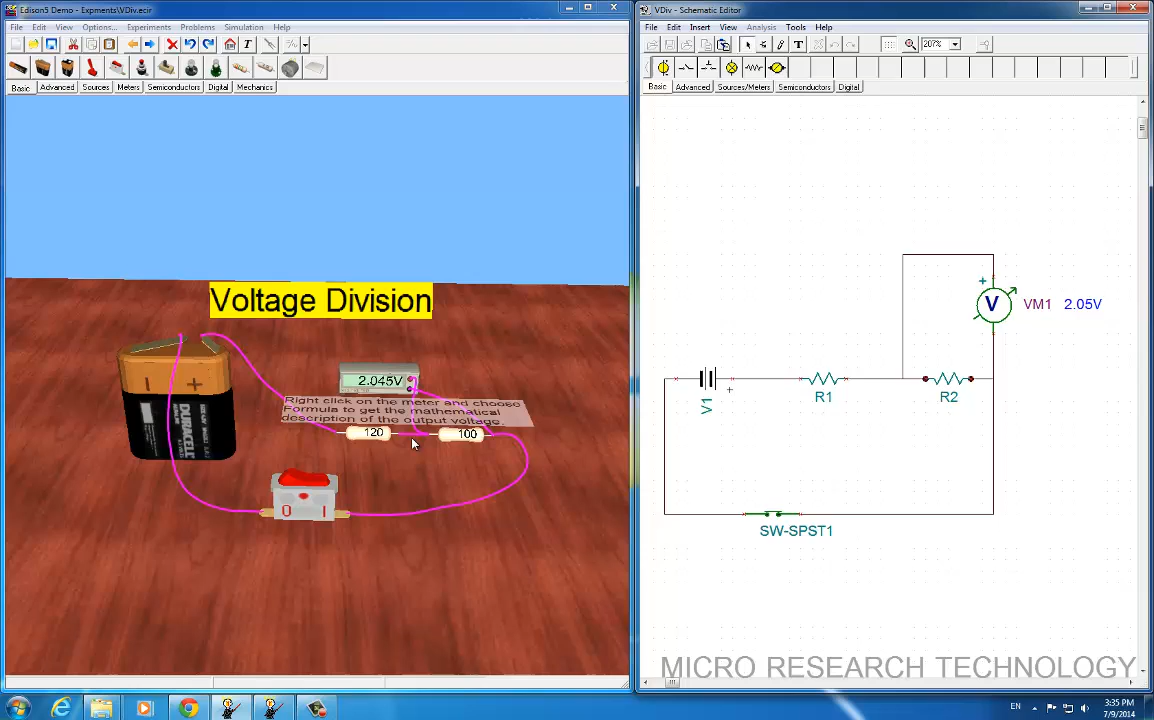 Edison5 Demo - Expments\VDiv.ecir
File Edit View Options... Experiments Problems Simulation Help
Basic Advanced Sources Meters Semiconductors Digital Mechanics
Voltage Division
2.045V
Right click on the meter and choose
Formula to get the mathematical
description of the output voltage.
120 100
DURACELL
0 1
VDiv - Schematic Editor
File Edit Insert View Analysis Tools Help
207%
Basic Advanced Sources/Meters Semiconductors Digital
V VM1 2.05V
V1 R1 R2
SW-SPST1
MICRO RESEARCH TECHNOLOGY
EN 3:35 PM
7/9/2014